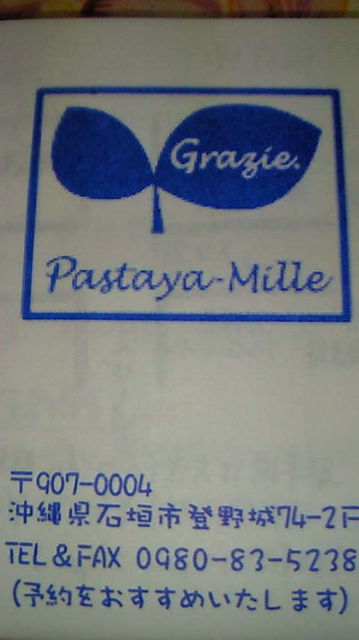 Grazie.
Pastaya-Mille
〒907-0004
沖縄県石垣市登野城74-2F
TEL&FAX 0980-83-5238
(予約をおすすめいたします)